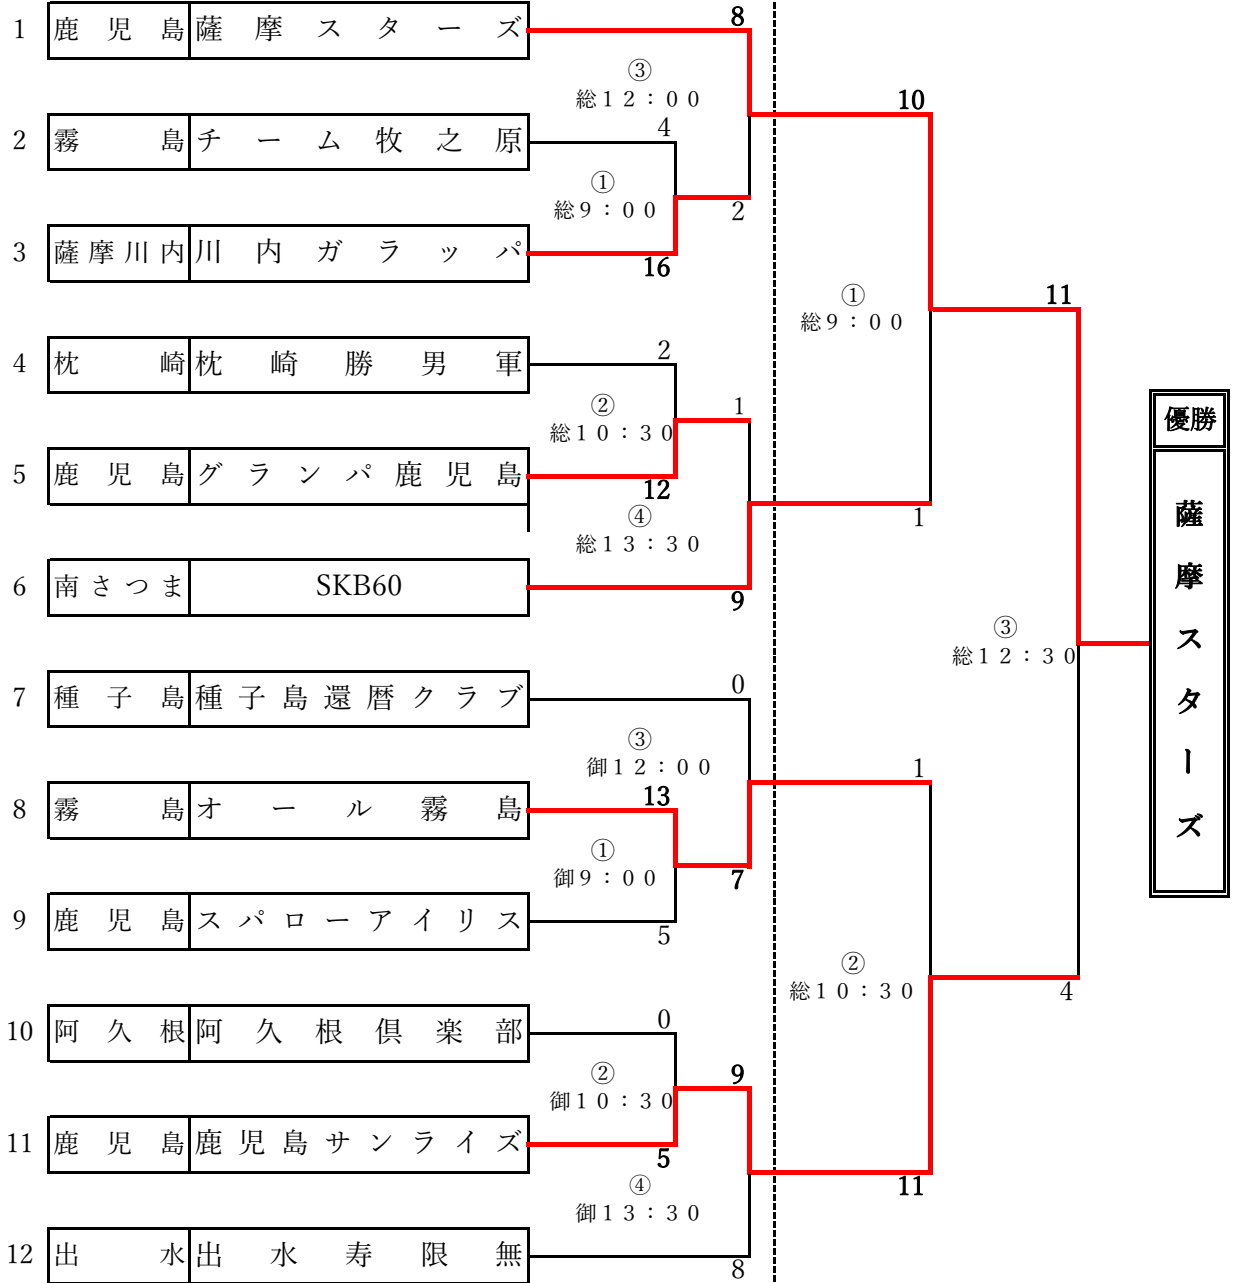 8
1 鹿児島 薩摩スターズ
③
総12：00
10
4
2 霧島 チーム牧之原
①
総9：00
2
3 薩摩川内 川内ガラッパ
16
①
総9：00
11
2
4 枕崎 枕崎勝男軍
②
総10：30
1
優勝
5 鹿児島 グランパ鹿児島
12
1
④
総13：30
薩摩スターズ
6 南さつま SKB60
9
③
総12：30
0
7 種子島 種子島還暦クラブ
③
御12：00
1
13
8 霧島 オール霧島
①
御9：00
7
9 鹿児島 スパローアイリス
5
②
総10：30
4
0
10 阿久根 阿久根倶楽部
②
御10：30
9
11 鹿児島 鹿児島サンライズ
5
11
④
御13：30
12 出水 出水寿限無
8